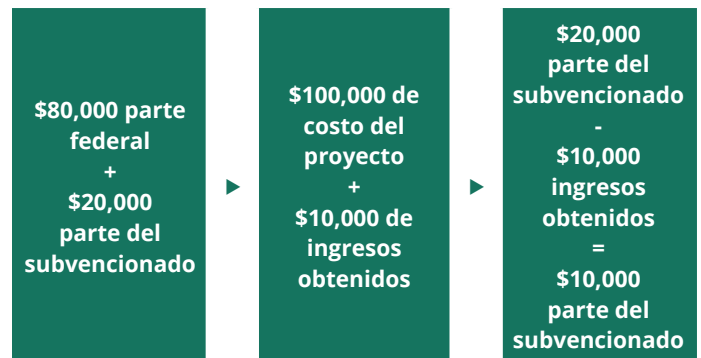 $80,000 parte
federal
+
$20,000
parte del
subvencionado
$100,000 de
costo del
proyecto
+
$10,000 de
ingresos
obtenidos
$20,000
parte del
subvencionado
-
$10,000
ingresos
obtenidos
=
$10,000
parte del
subvencionado